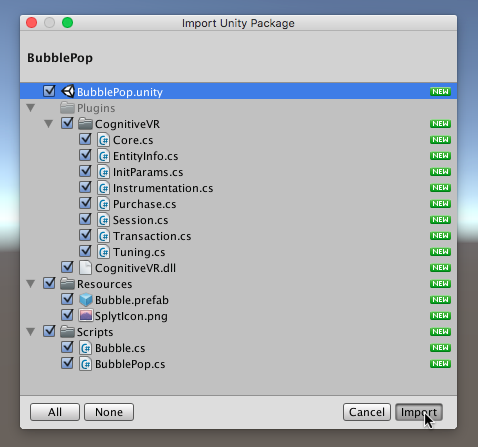 Import Unity Package
BubblePop
BubblePop.unity NEW
Plugins
CognitiveVR NEW
Core.cs NEW
EntityInfo.cs NEW
InitParams.cs NEW
Instrumentation.cs NEW
Purchase.cs NEW
Session.cs NEW
Transaction.cs NEW
Tuning.cs NEW
CognitiveVR.dll NEW
Resources NEW
Bubble.prefab NEW
SplytIcon.png NEW
Scripts NEW
Bubble.cs NEW
BubblePop.cs NEW
All None Cancel Import